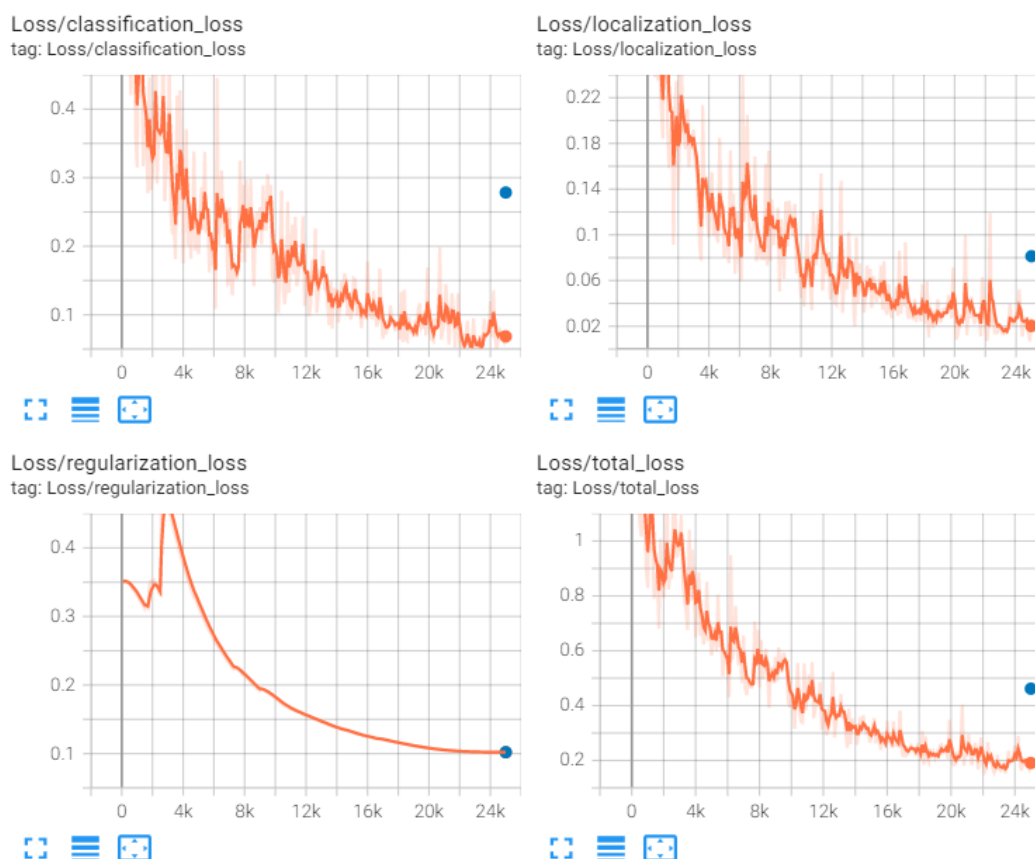 Loss/classification_loss
tag: Loss/classification_loss
0.4
0.3
0.2
0.1
0 4k 8k 12k 16k 20k 24k
Loss/localization_loss
tag: Loss/localization_loss
0.22
0.18
0.14
0.1
0.06
0.02
0 4k 8k 12k 16k 20k 24k
Loss/regularization_loss
tag: Loss/regularization_loss
0.4
0.3
0.2
0.1
0 4k 8k 12k 16k 20k 24k
Loss/total_loss
tag: Loss/total_loss
1
0.8
0.6
0.4
0.2
0 4k 8k 12k 16k 20k 24k